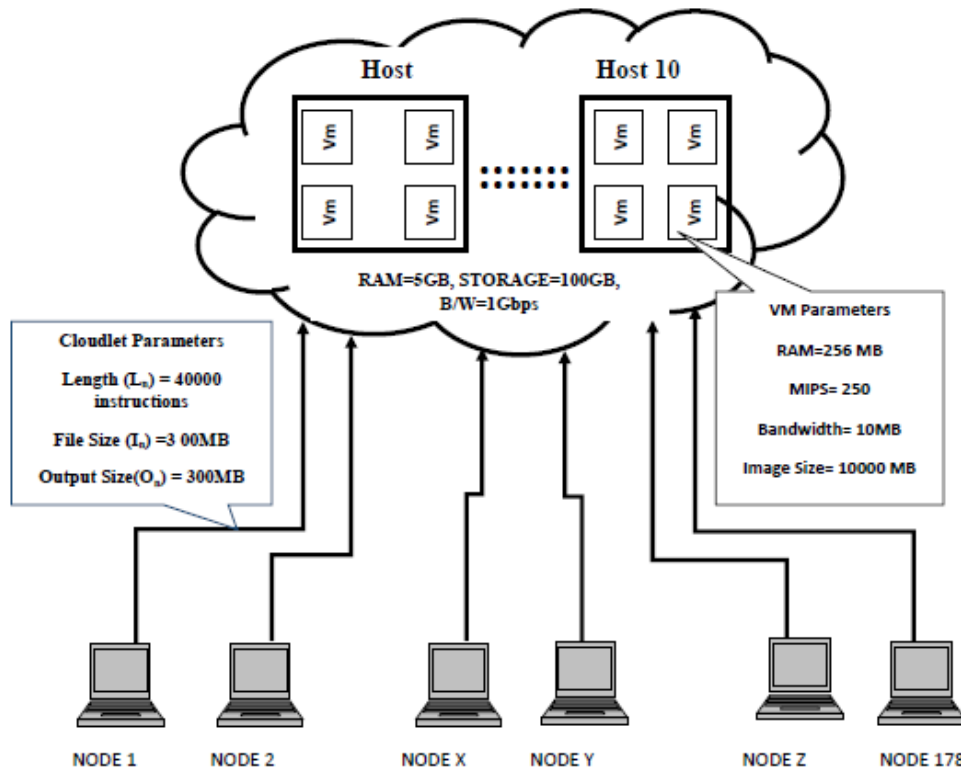 Host
Host 10
Vm
Vm
Vm
Vm
Vm
Vm
Vm
Vm
RAM=5GB, STORAGE=100GB,
B/W=1Gbps
Cloudlet Parameters
Length (Lₙ) = 40000
instructions
File Size (Iₙ) =3 00MB
Output Size(Oₙ) = 300MB
VM Parameters
RAM=256 MB
MIPS= 250
Bandwidth= 10MB
Image Size= 10000 MB
NODE 1
NODE 2
NODE X
NODE Y
NODE Z
NODE 178